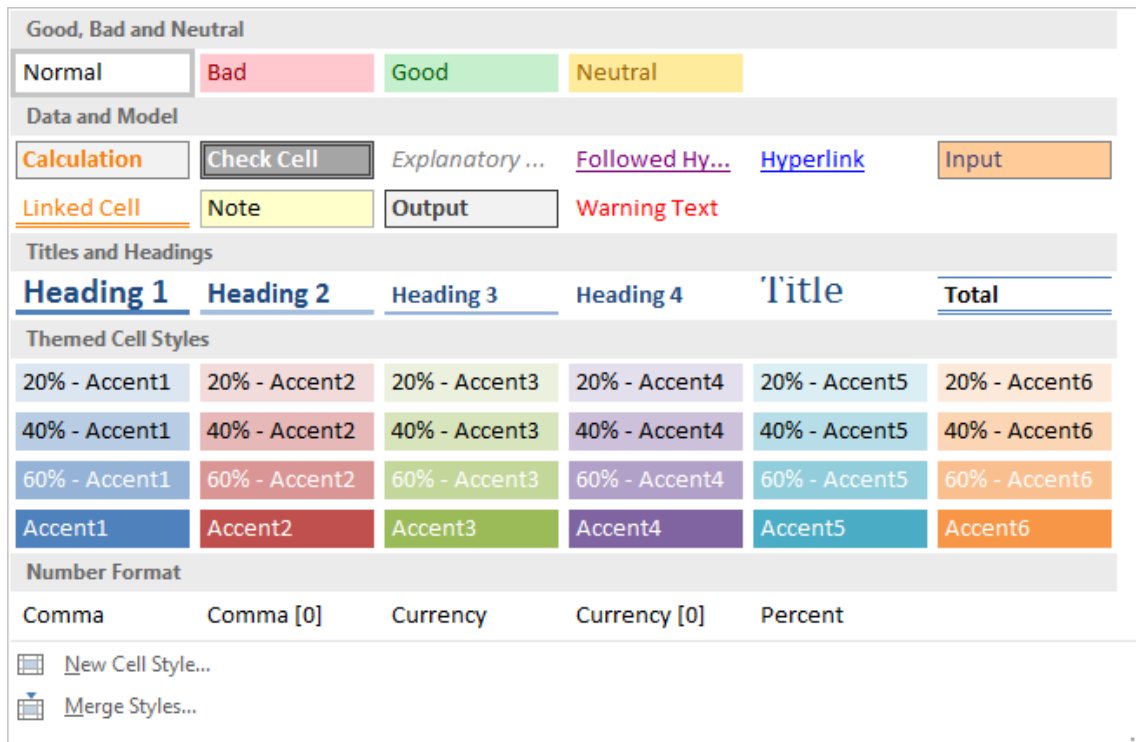 Good, Bad and Neutral
Normal Bad Good Neutral
Data and Model
Calculation Check Cell Explanatory ... Followed Hy... Hyperlink Input
Linked Cell Note Output Warning Text
Titles and Headings
Heading 1 Heading 2 Heading 3 Heading 4 Title Total
Themed Cell Styles
20% - Accent1 20% - Accent2 20% - Accent3 20% - Accent4 20% - Accent5 20% - Accent6
40% - Accent1 40% - Accent2 40% - Accent3 40% - Accent4 40% - Accent5 40% - Accent6
60% - Accent1 60% - Accent2 60% - Accent3 60% - Accent4 60% - Accent5 60% - Accent6
Accent1 Accent2 Accent3 Accent4 Accent5 Accent6
Number Format
Comma Comma [0] Currency Currency [0] Percent
New Cell Style...
Merge Styles...